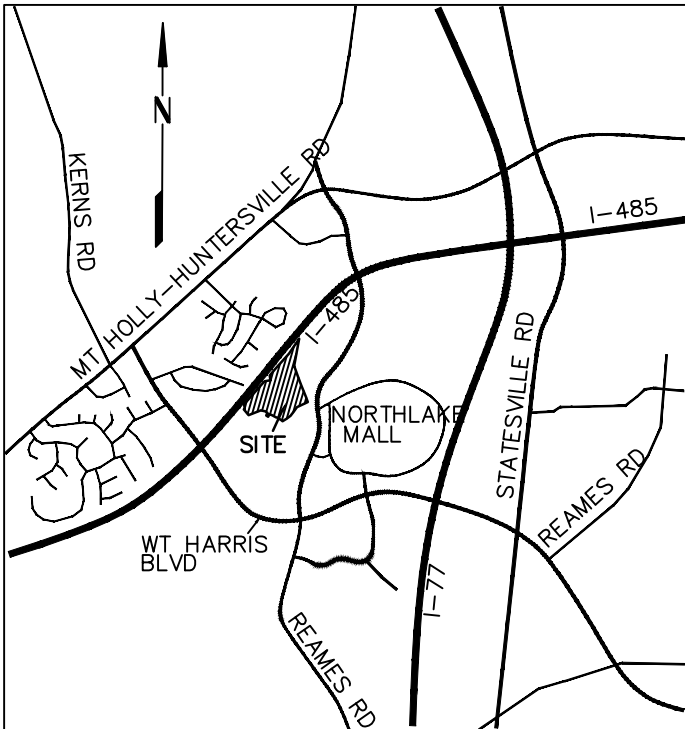 N
KERNS RD
MT HOLLY-HUNTERSVILLE RD
I-485
I-485
NORTHLAKE
MALL
SITE
STATESVILLE RD
REAMES RD
WT HARRIS
BLVD
I-77
REAMES RD